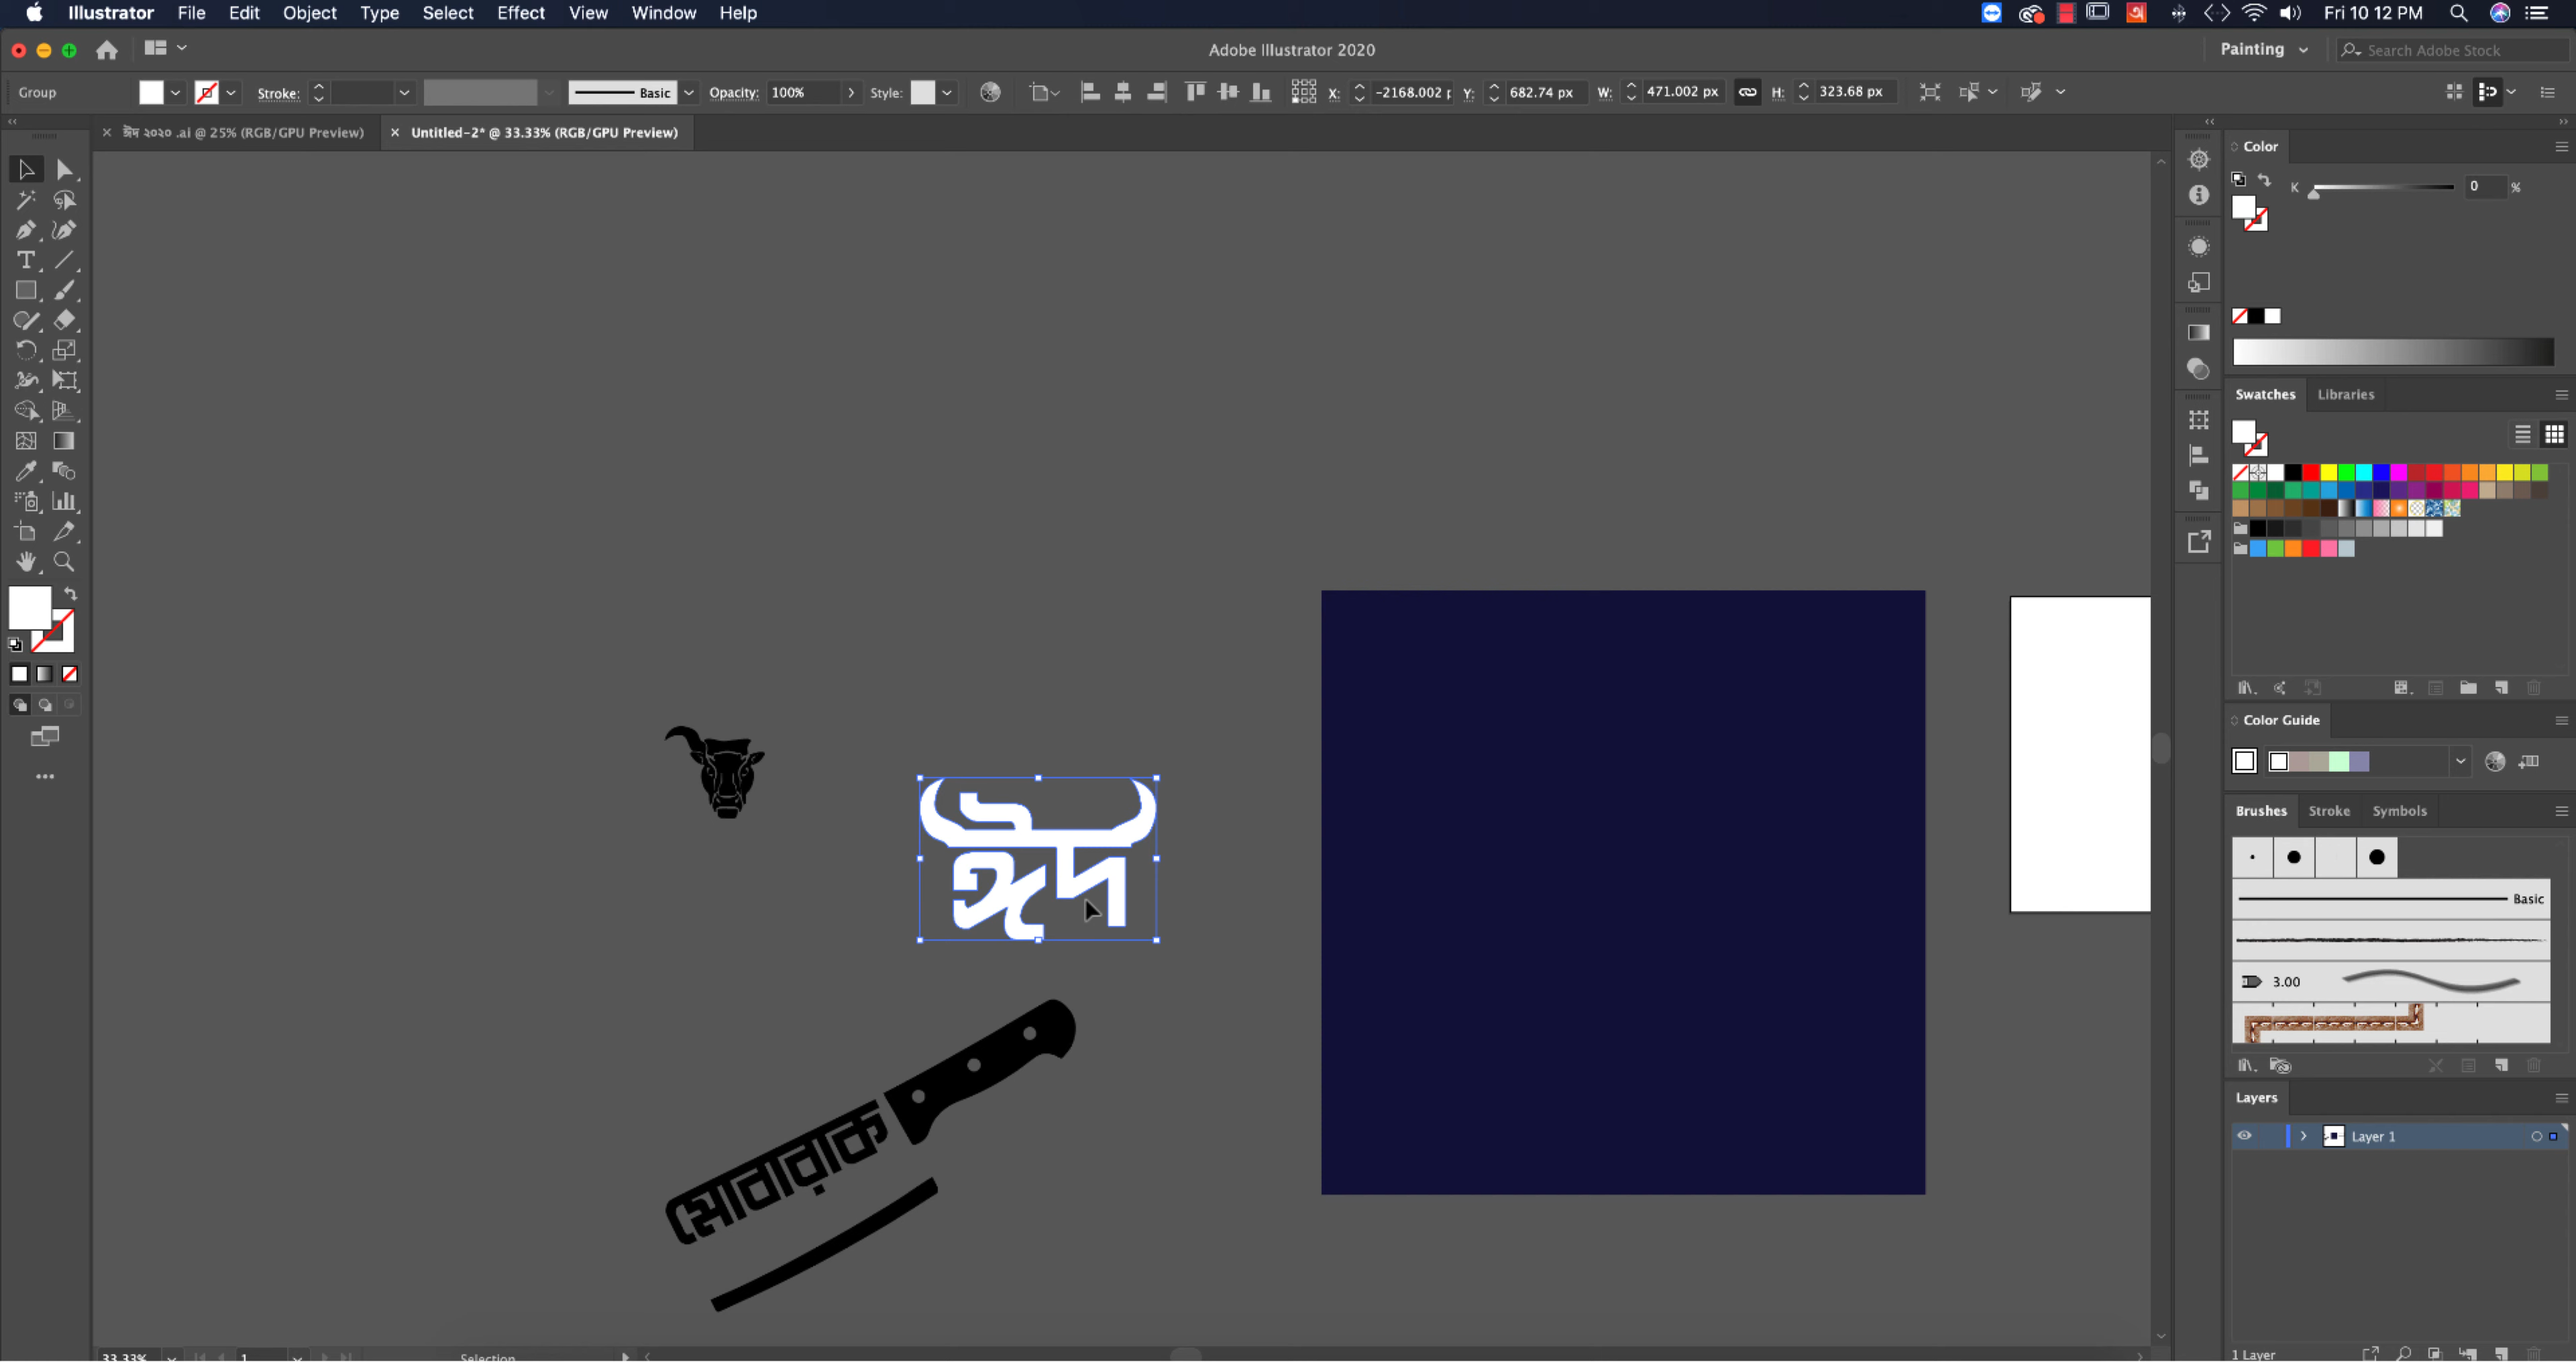 Illustrator File Edit Object Type Select Effect View Window Help Fri 10 12 PM
Adobe Illustrator 2020 Painting Search Adobe Stock
Group Stroke: Basic Opacity: 100% Style: X: -2168.002 Y: 682.74 px W: 471.002 px H: 323.68 px
ঈদ ২০২০ .ai @ 25% (RGB/GPU Preview) Untitled-2* @ 33.33% (RGB/GPU Preview)
Color
K 0 %
Swatches Libraries
Color Guide
Brushes Stroke Symbols
Basic
3.00
ঈদ
মোবারক
Layers
Layer 1
33.33% 1 Selection
1 Layer